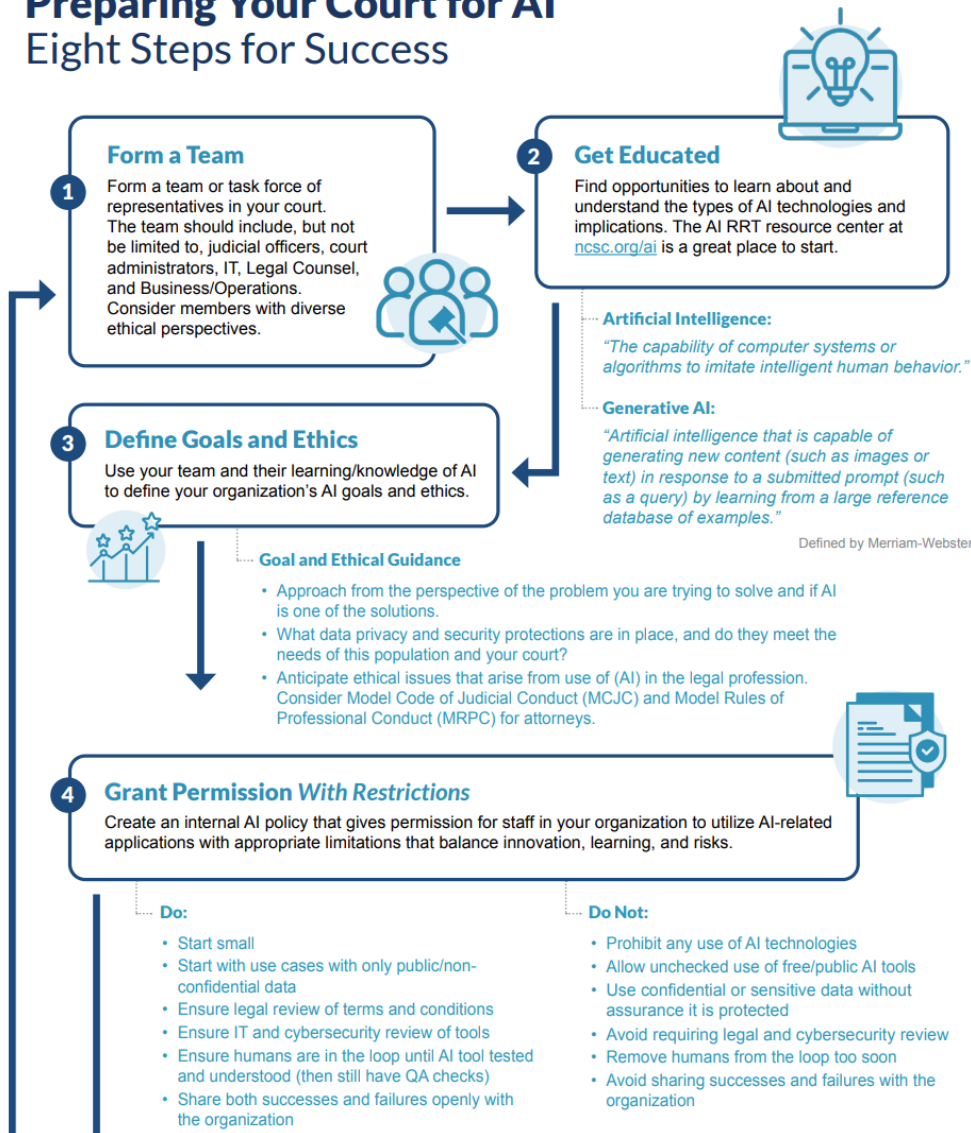 Preparing Your Court for AI
Eight Steps for Success
1
Form a Team
Form a team or task force of
representatives in your court.
The team should include, but not
be limited to, judicial officers, court
administrators, IT, Legal Counsel,
and Business/Operations.
Consider members with diverse
ethical perspectives.
2
Get Educated
Find opportunities to learn about and
understand the types of AI technologies and
implications. The AI RRT resource center at
ncsc.org/ai is a great place to start.
Artificial Intelligence:
“The capability of computer systems or
algorithms to imitate intelligent human behavior.”
Generative AI:
“Artificial intelligence that is capable of
generating new content (such as images or
text) in response to a submitted prompt (such
as a query) by learning from a large reference
database of examples.”
Defined by Merriam-Webster
3
Define Goals and Ethics
Use your team and their learning/knowledge of AI
to define your organization’s AI goals and ethics.
Goal and Ethical Guidance
• Approach from the perspective of the problem you are trying to solve and if AI
is one of the solutions.
• What data privacy and security protections are in place, and do they meet the
needs of this population and your court?
• Anticipate ethical issues that arise from use of (AI) in the legal profession.
Consider Model Code of Judicial Conduct (MCJC) and Model Rules of
Professional Conduct (MRPC) for attorneys.
4
Grant Permission With Restrictions
Create an internal AI policy that gives permission for staff in your organization to utilize AI-related
applications with appropriate limitations that balance innovation, learning, and risks.
Do:
• Start small
• Start with use cases with only public/non-
confidential data
• Ensure legal review of terms and conditions
• Ensure IT and cybersecurity review of tools
• Ensure humans are in the loop until AI tool tested
and understood (then still have QA checks)
• Share both successes and failures openly with
the organization
Do Not:
• Prohibit any use of AI technologies
• Allow unchecked use of free/public AI tools
• Use confidential or sensitive data without
assurance it is protected
• Avoid requiring legal and cybersecurity review
• Remove humans from the loop too soon
• Avoid sharing successes and failures with the
organization